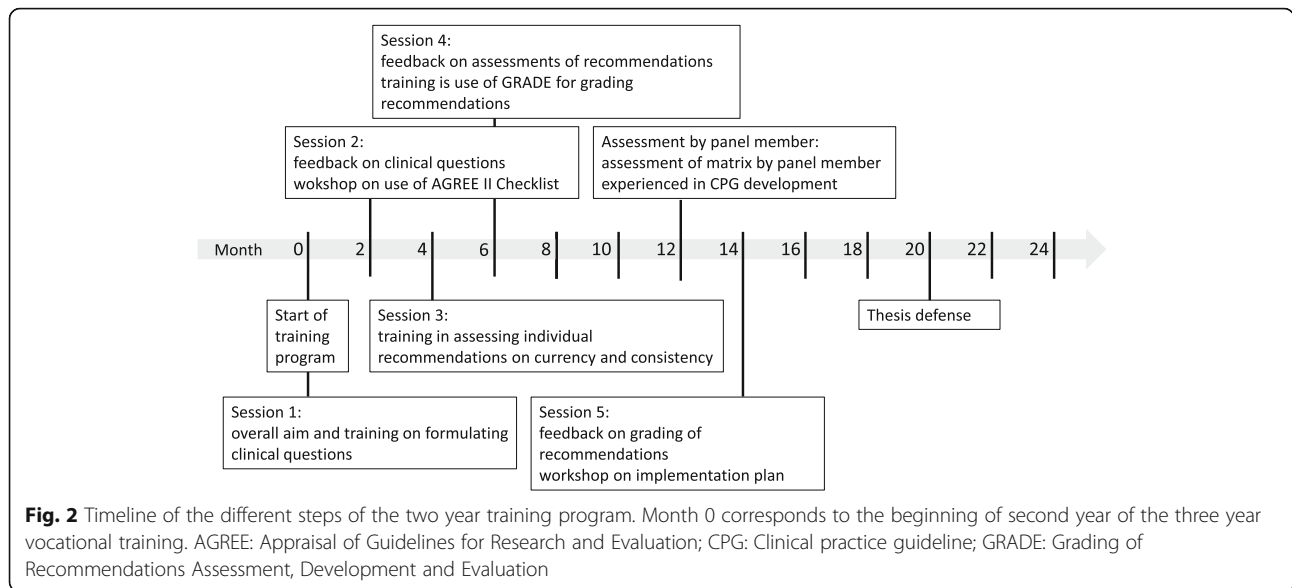 Session 4:
feedback on assessments of recommendations
training is use of GRADE for grading
recommendations
Session 2:
feedback on clinical questions
wokshop on use of AGREE II Checklist
Assessment by panel member:
assessment of matrix by panel member
experienced in CPG development
Month 0 2 4 6 8 10 12 14 16 18 20 22 24
Start of
training
program
Session 3:
training in assessing individual
recommendations on currency and consistency
Thesis defense
Session 1:
overall aim and training on formulating
clinical questions
Session 5:
feedback on grading of
recommendations
workshop on implementation plan
Fig. 2 Timeline of the different steps of the two year training program. Month 0 corresponds to the beginning of second year of the three year
vocational training. AGREE: Appraisal of Guidelines for Research and Evaluation; CPG: Clinical practice guideline; GRADE: Grading of
Recommendations Assessment, Development and Evaluation